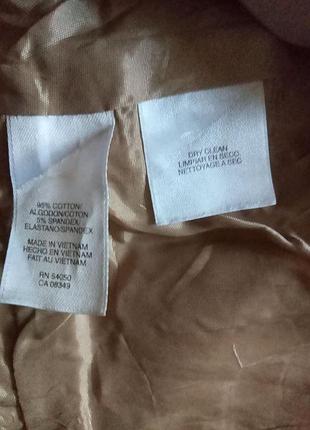 95% COTTON/
ALGODON/COTON
5% SPANDEX/
ELASTANO/SPANDEX
MADE IN VIETNAM
HECHO EN VIETNAM
FAIT AU VIETNAM
RN 54050
CA 08349
DRY CLEAN
LIMPIAR EN SECO
NETTOYAGE A SEC